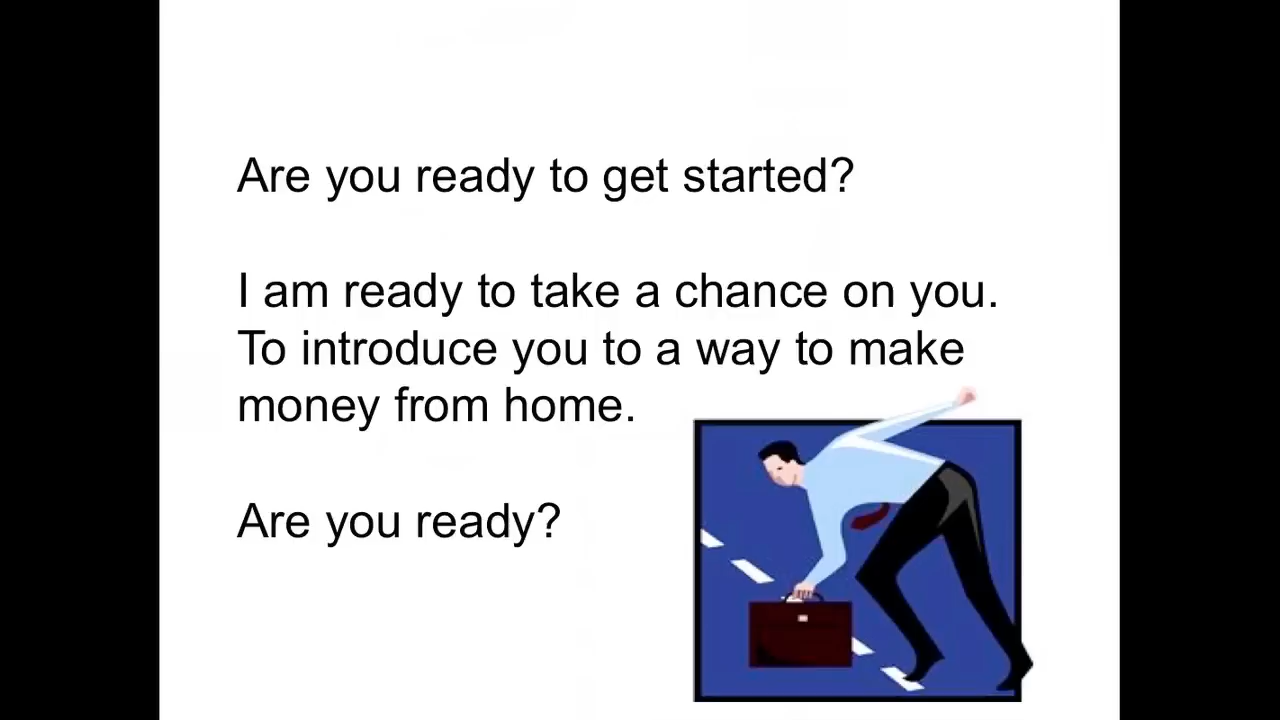 Are you ready to get started?
I am ready to take a chance on you.
To introduce you to a way to make
money from home.
Are you ready?